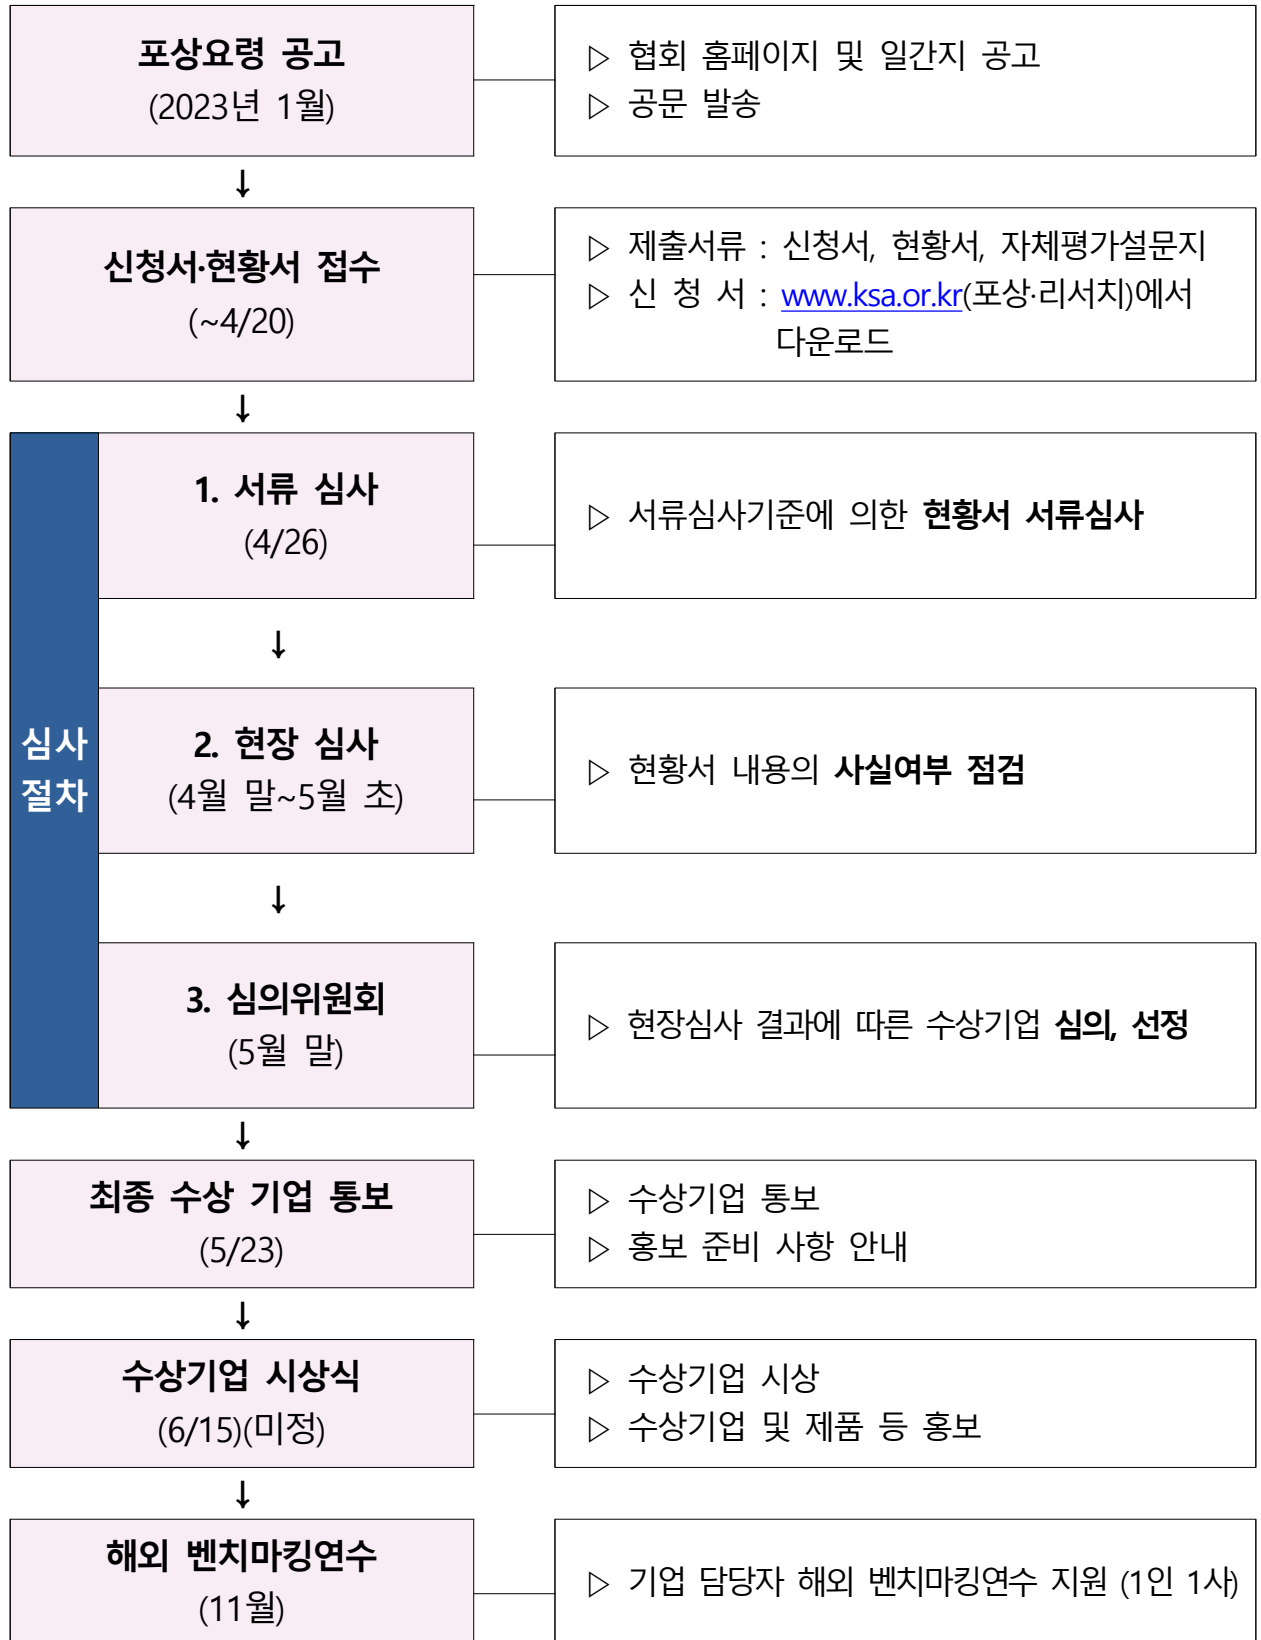 포상요령 공고
(2023년 1월)
▷ 협회 홈페이지 및 일간지 공고
▷ 공문 발송
↓
신청서·현황서 접수
(~4/20)
▷ 제출서류 : 신청서, 현황서, 자체평가설문지
▷ 신 청 서 : www.ksa.or.kr(포상·리서치)에서
다운로드
↓
심사
절차
1. 서류 심사
(4/26)
▷ 서류심사기준에 의한 현황서 서류심사
↓
2. 현장 심사
(4월 말~5월 초)
▷ 현황서 내용의 사실여부 점검
↓
3. 심의위원회
(5월 말)
▷ 현장심사 결과에 따른 수상기업 심의, 선정
↓
최종 수상 기업 통보
(5/23)
▷ 수상기업 통보
▷ 홍보 준비 사항 안내
↓
수상기업 시상식
(6/15)(미정)
▷ 수상기업 시상
▷ 수상기업 및 제품 등 홍보
↓
해외 벤치마킹연수
(11월)
▷ 기업 담당자 해외 벤치마킹연수 지원 (1인 1사)